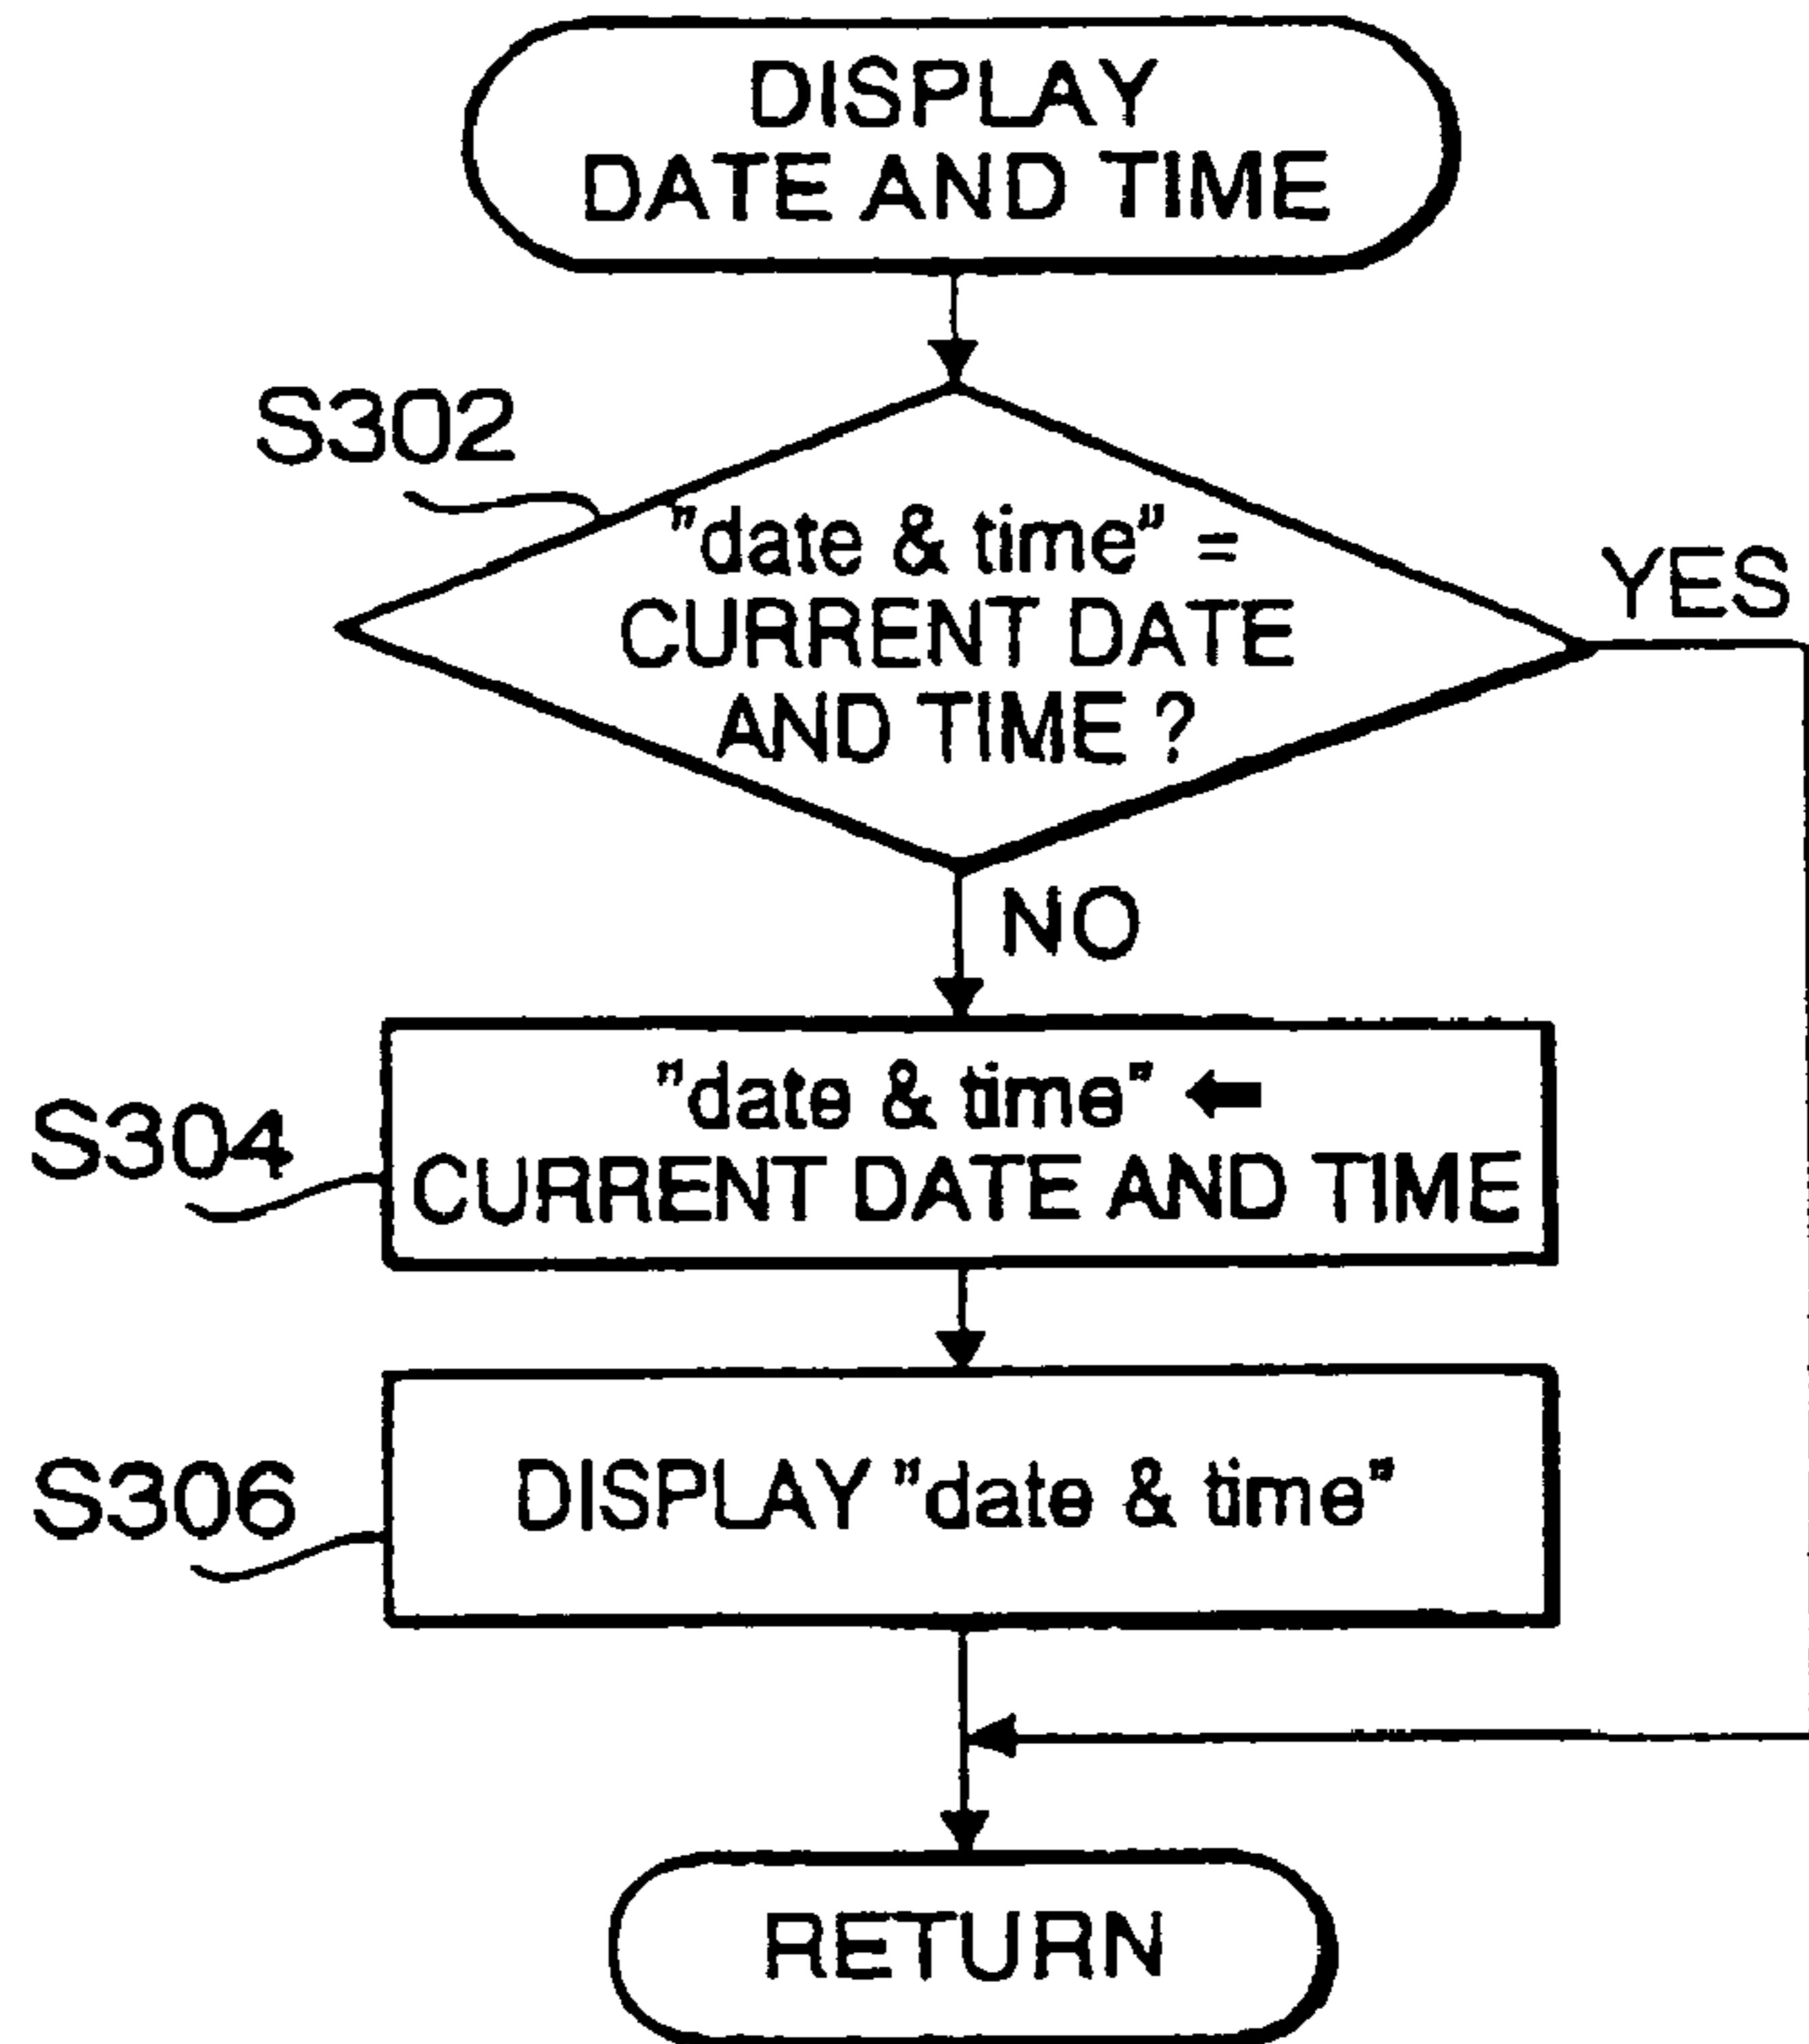 DISPLAY
DATE AND TIME
S302
"date & time" =
CURRENT DATE
AND TIME ?
YES
NO
"date & time" ←
CURRENT DATE AND TIME
S304
DISPLAY "date & time"
S306
RETURN